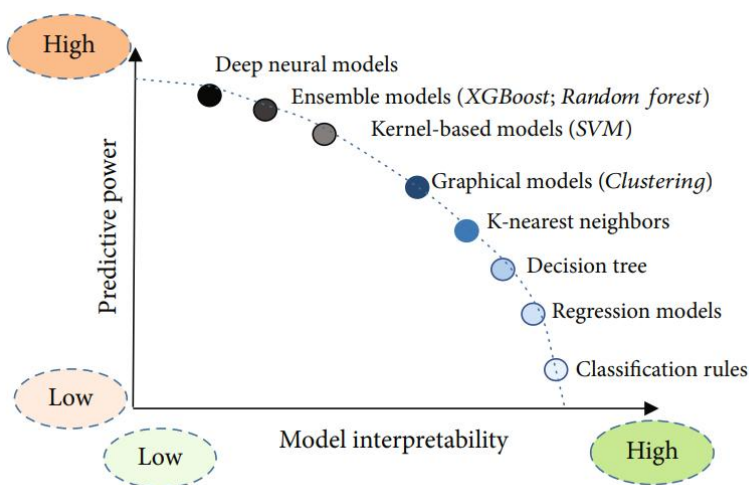 High
Deep neural models
Ensemble models (XGBoost; Random forest)
Kernel-based models (SVM)
Graphical models (Clustering)
K-nearest neighbors
Decision tree
Regression models
Classification rules
Predictive power
Low
Low
Model interpretability
High